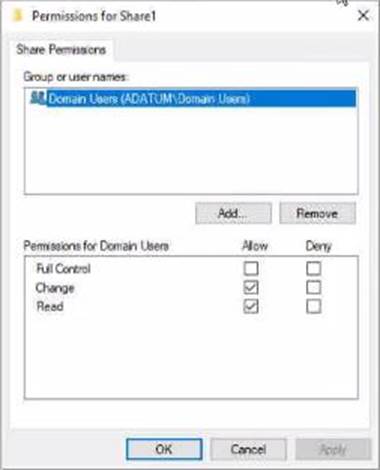 Permissions for Share1
Share Permissions
Group or user names:
Domain Users (ADATUM\Domain Users)
Add...
Remove
Permissions for Domain Users
Allow
Deny
Full Control
Change
Read
OK
Cancel
Apply